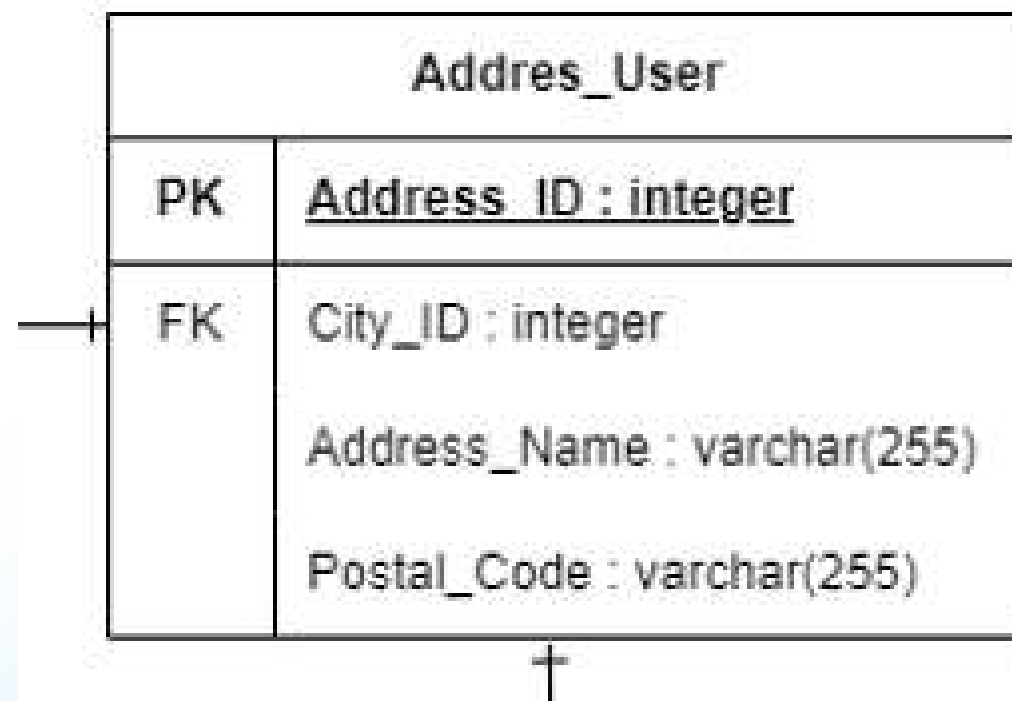 Addres_User
PK Address_ID : integer
FK City_ID : integer
Address_Name : varchar(255)
Postal_Code : varchar(255)